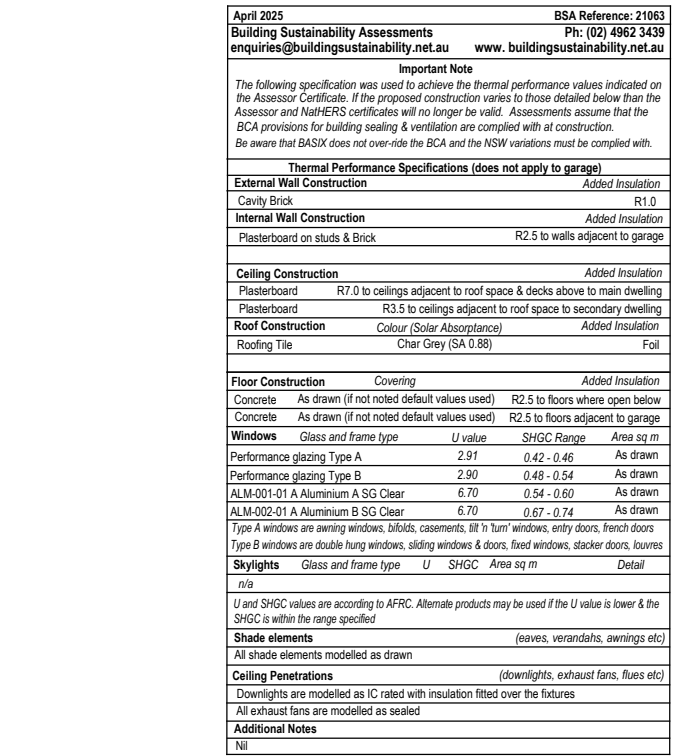 April 2025 BSA Reference: 21063
Building Sustainability Assessments Ph: (02) 4962 3439
enquiries@buildingsustainability.net.au www. buildingsustainability.net.au
Important Note
The following specification was used to achieve the thermal performance values indicated on
the Assessor Certificate. If the proposed construction varies to those detailed below than the
Assessor and NatHERS certificates will no longer be valid. Assessments assume that the
BCA provisions for building sealing & ventilation are complied with at construction.
Be aware that BASIX does not over-ride the BCA and the NSW variations must be complied with.
Thermal Performance Specifications (does not apply to garage)
External Wall Construction Added Insulation
Cavity Brick R1.0
Internal Wall Construction Added Insulation
Plasterboard on studs & Brick R2.5 to walls adjacent to garage
Ceiling Construction Added Insulation
Plasterboard R7.0 to ceilings adjacent to roof space & decks above to main dwelling
Plasterboard R3.5 to ceilings adjacent to roof space to secondary dwelling
Roof Construction Colour (Solar Absorptance) Added Insulation
Roofing Tile Char Grey (SA 0.88) Foil
Floor Construction Covering Added Insulation
Concrete As drawn (if not noted default values used) R2.5 to floors where open below
Concrete As drawn (if not noted default values used) R2.5 to floors adjacent to garage
Windows Glass and frame type U value SHGC Range Area sq m
Performance glazing Type A 2.91 0.42 - 0.46 As drawn
Performance glazing Type B 2.90 0.48 - 0.54 As drawn
ALM-001-01 A Aluminium A SG Clear 6.70 0.54 - 0.60 As drawn
ALM-002-01 A Aluminium B SG Clear 6.70 0.67 - 0.74 As drawn
Type A windows are awning windows, bifolds, casements, tilt 'n 'turn' windows, entry doors, french doors
Type B windows are double hung windows, sliding windows & doors, fixed windows, stacker doors, louvres
Skylights Glass and frame type U SHGC Area sq m Detail
n/a
U and SHGC values are according to AFRC. Alternate products may be used if the U value is lower & the
SHGC is within the range specified
Shade elements (eaves, verandahs, awnings etc)
All shade elements modelled as drawn
Ceiling Penetrations (downlights, exhaust fans, flues etc)
Downlights are modelled as IC rated with insulation fitted over the fixtures
All exhaust fans are modelled as sealed
Additional Notes
Nil